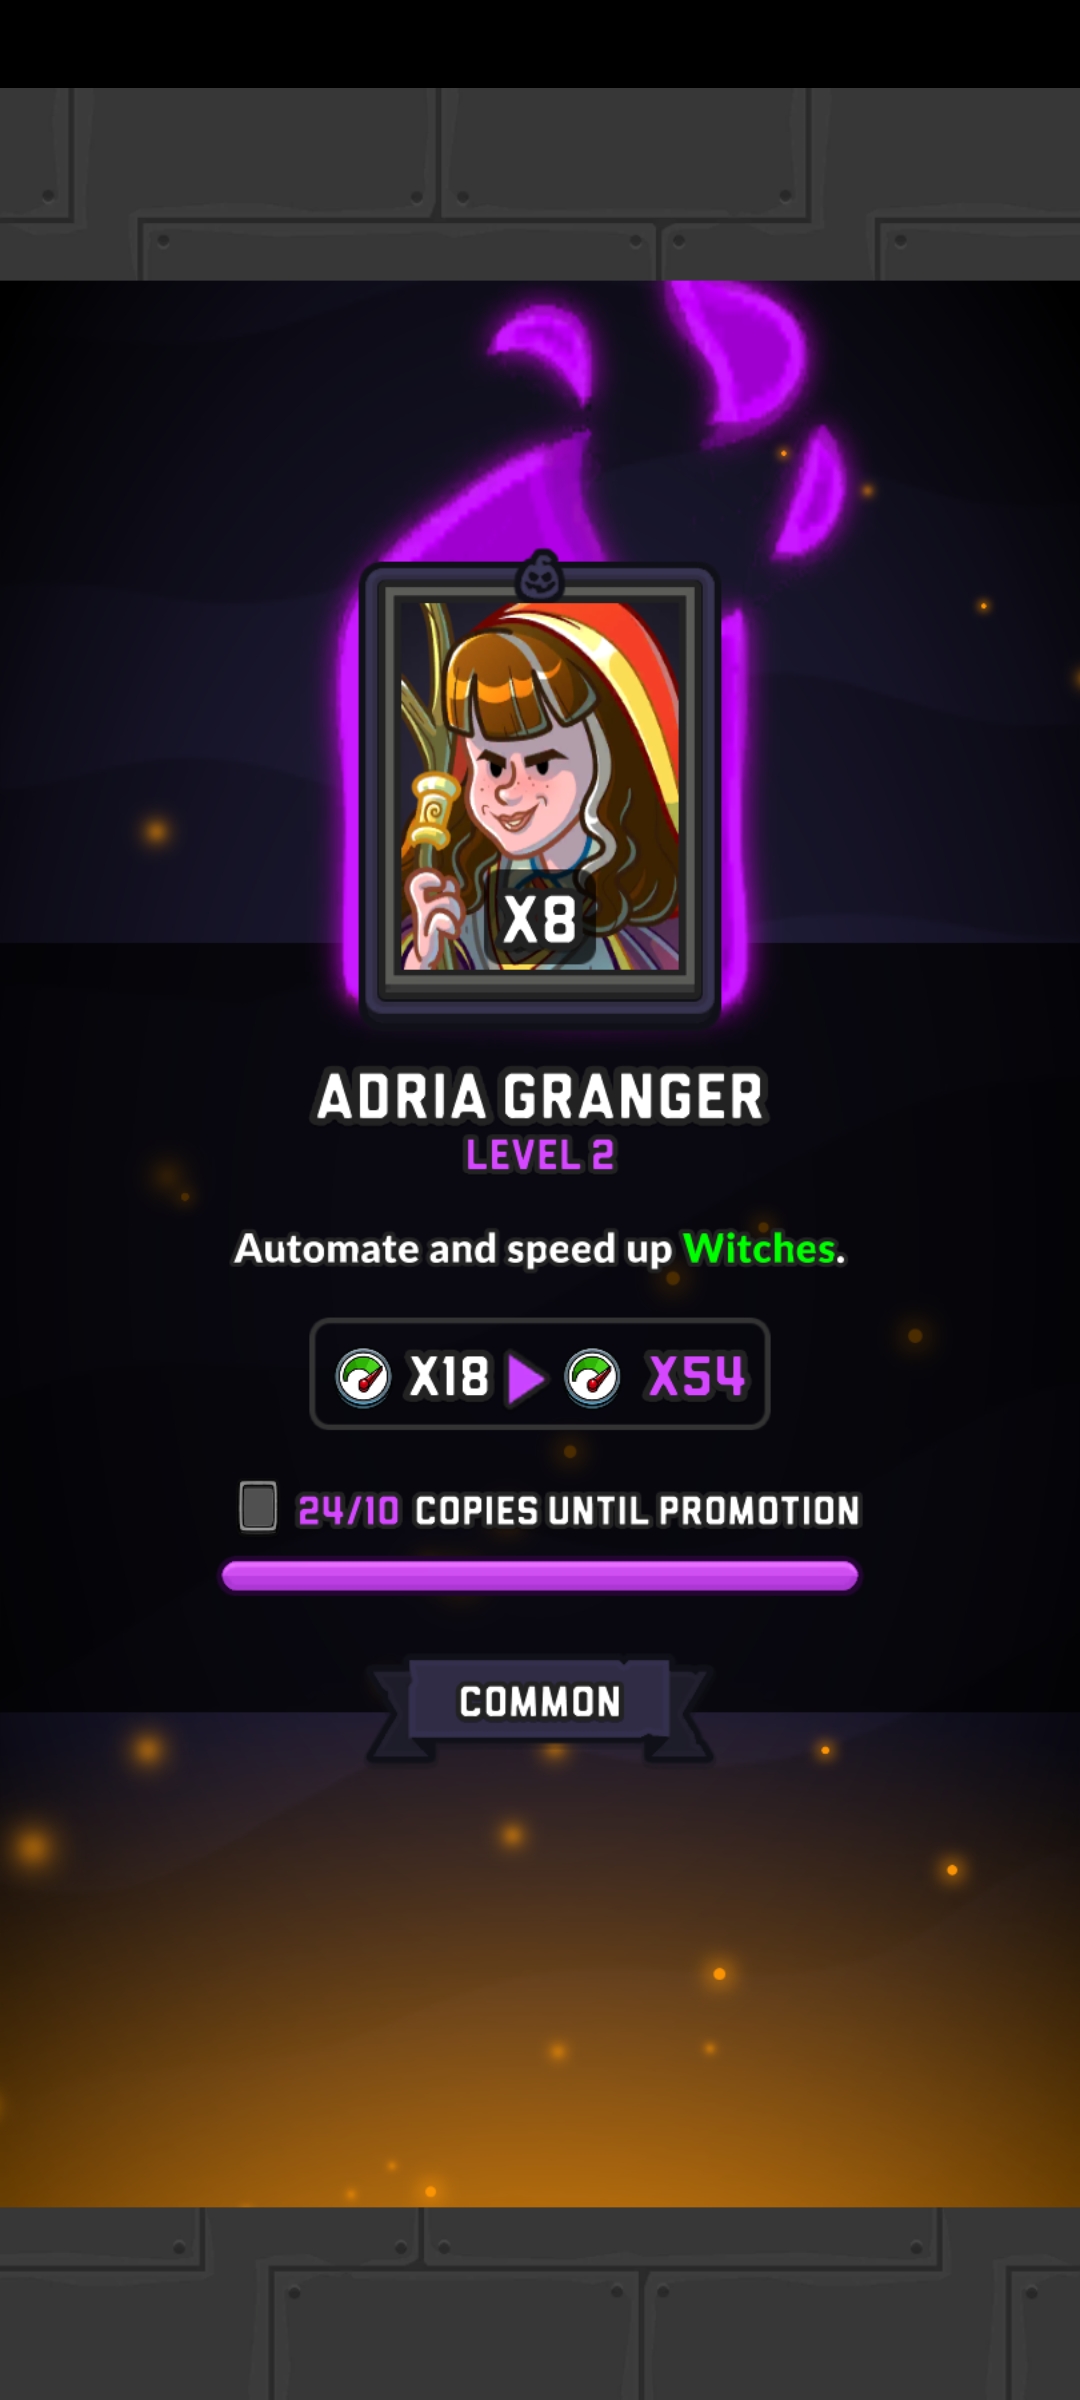 X8
ADRIA GRANGER
LEVEL 2
Automate and speed up Witches.
X18 X54
24/10 COPIES UNTIL PROMOTION
COMMON